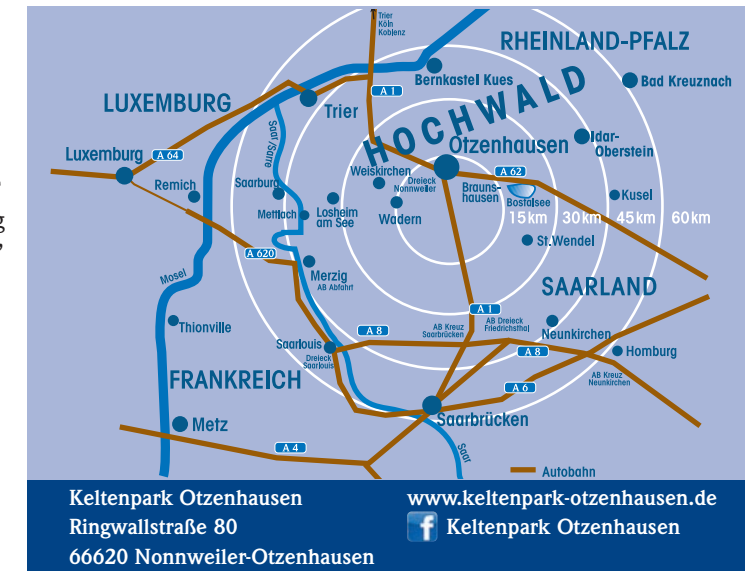 Trier
Köln
Koblenz
RHEINLAND-PFALZ
Bernkastel Kues
Bad Kreuznach
A 1
LUXEMBURG
Trier
HOCHWALD
Otzenhausen
Idar-
Oberstein
Saar/Sarre
Luxemburg
A 64
Weiskirchen
Dreieck
Nonnweiler
A 62
Remich
Saarburg
Brauns-
hausen
Bostalsee
Kusel
g
Mettlach
Losheim
am See
Wadern
15 km
30 km
45 km
60 km
St.Wendel
A 620
Mosel
Merzig
AB Abfahrt
SAARLAND
A 1
Thionville
A 8
AB Kreuz
Saarbrücken
AB Dreieck
Friedrichsthal
Neunkirchen
Saarlouis
Dreieck
Saarlouis
A 8
Homburg
FRANKREICH
A 6
AB Kreuz
Neunkirchen
Metz
Saarbrücken
A 4
Saar
Autobahn
Keltenpark Otzenhausen
Ringwallstraße 80
66620 Nonnweiler-Otzenhausen
www.keltenpark-otzenhausen.de
f Keltenpark Otzenhausen